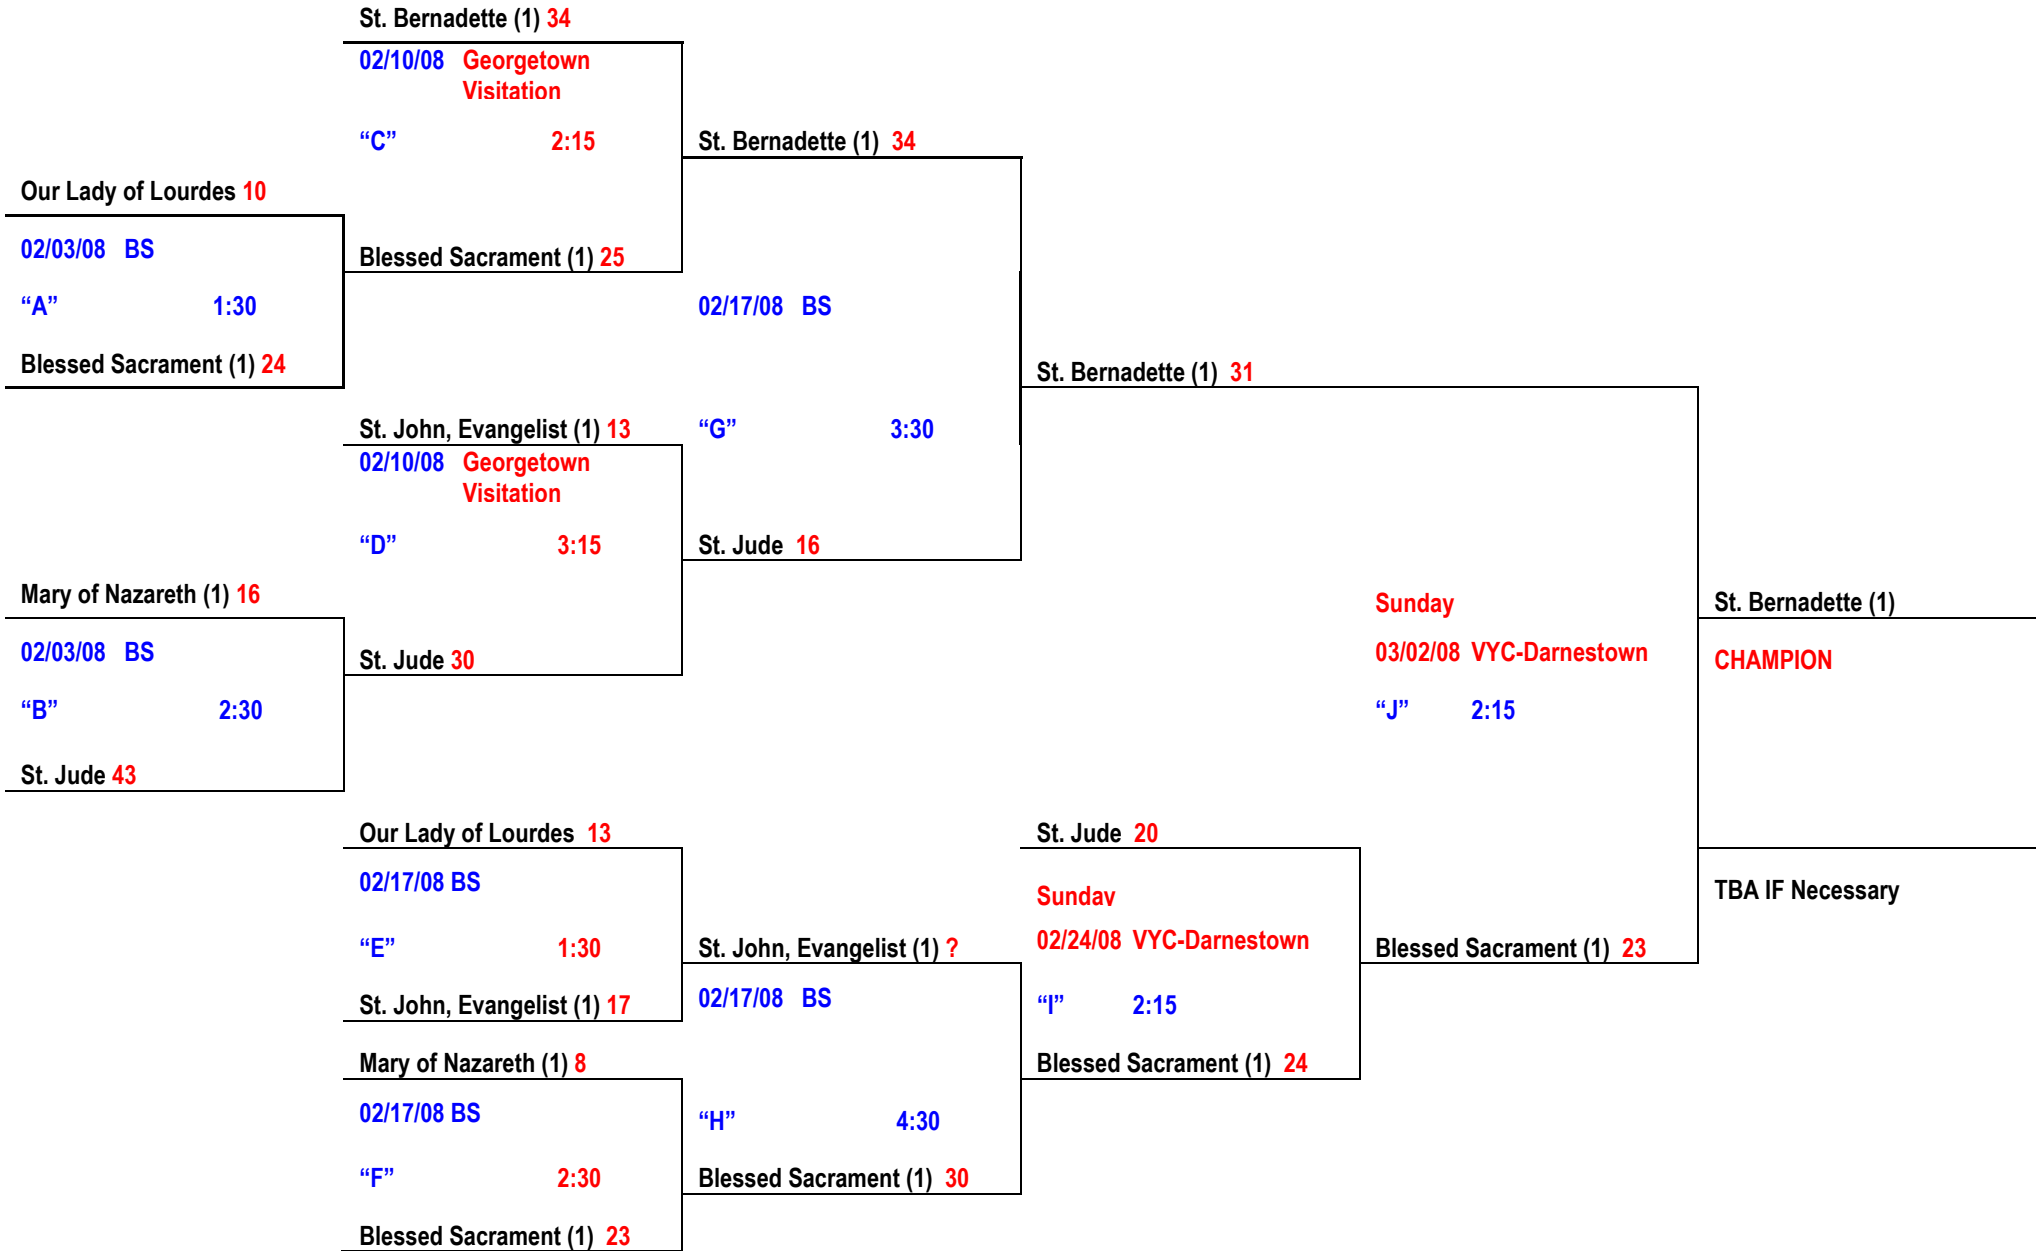 St. Bernadette (1) 34
02/10/08 Georgetown
Visitation
“C” 2:15
St. Bernadette (1) 34
Our Lady of Lourdes 10
02/03/08 BS
Blessed Sacrament (1) 25
“A” 1:30
02/17/08 BS
Blessed Sacrament (1) 24
St. Bernadette (1) 31
St. John, Evangelist (1) 13
“G” 3:30
02/10/08 Georgetown
Visitation
“D” 3:15
St. Jude 16
Mary of Nazareth (1) 16
Sunday
St. Bernadette (1)
02/03/08 BS
St. Jude 30
03/02/08 VYC-Darnestown
CHAMPION
“B” 2:30
“J” 2:15
St. Jude 43
Our Lady of Lourdes 13
St. Jude 20
02/17/08 BS
Sunday
TBA IF Necessary
“E” 1:30
St. John, Evangelist (1) ?
02/24/08 VYC-Darnestown
Blessed Sacrament (1) 23
St. John, Evangelist (1) 17
02/17/08 BS
“I” 2:15
Mary of Nazareth (1) 8
Blessed Sacrament (1) 24
02/17/08 BS
“H” 4:30
“F” 2:30
Blessed Sacrament (1) 30
Blessed Sacrament (1) 23